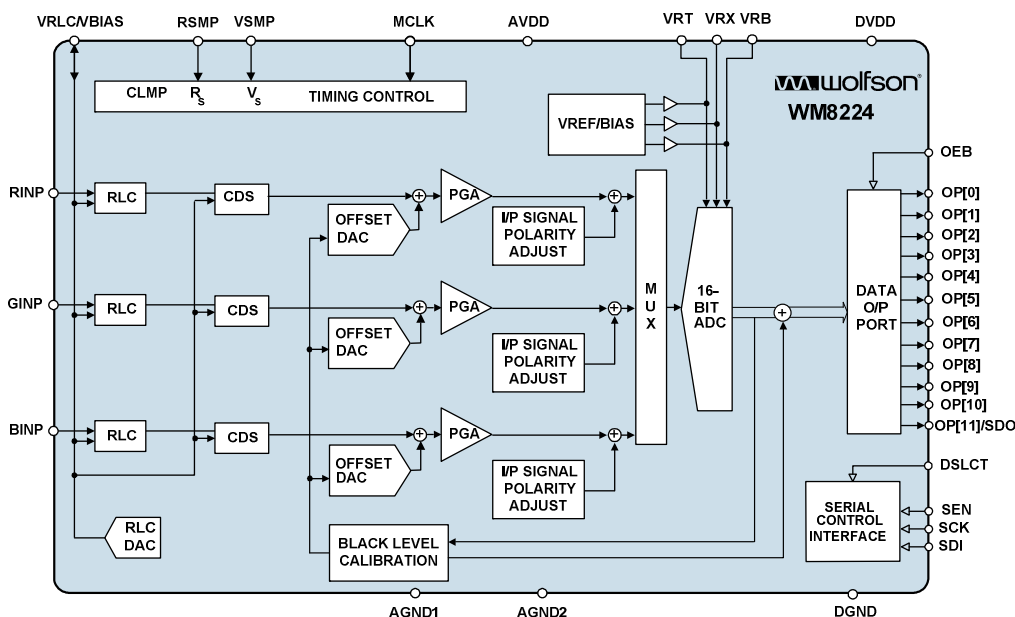 VRLC/VBIAS RSMP VSMP MCLK AVDD VRT VRX VRB DVDD
CLMP RS VS TIMING CONTROL
wolfson®
WM8224
VREF/BIAS
OEB
RINP
RLC
CDS
OFFSET
DAC
PGA
I/P SIGNAL
POLARITY
ADJUST
GINP
RLC
CDS
OFFSET
DAC
PGA
I/P SIGNAL
POLARITY
ADJUST
BINP
RLC
CDS
OFFSET
DAC
PGA
I/P SIGNAL
POLARITY
ADJUST
M
U
X
16-
BIT
ADC
DATA
O/P
PORT
OP[0]
OP[1]
OP[2]
OP[3]
OP[4]
OP[5]
OP[6]
OP[7]
OP[8]
OP[9]
OP[10]
OP[11]/SDO
DSLCT
SERIAL
CONTROL
INTERFACE
SEN
SCK
SDI
RLC
DAC
BLACK LEVEL
CALIBRATION
AGND1 AGND2 DGND